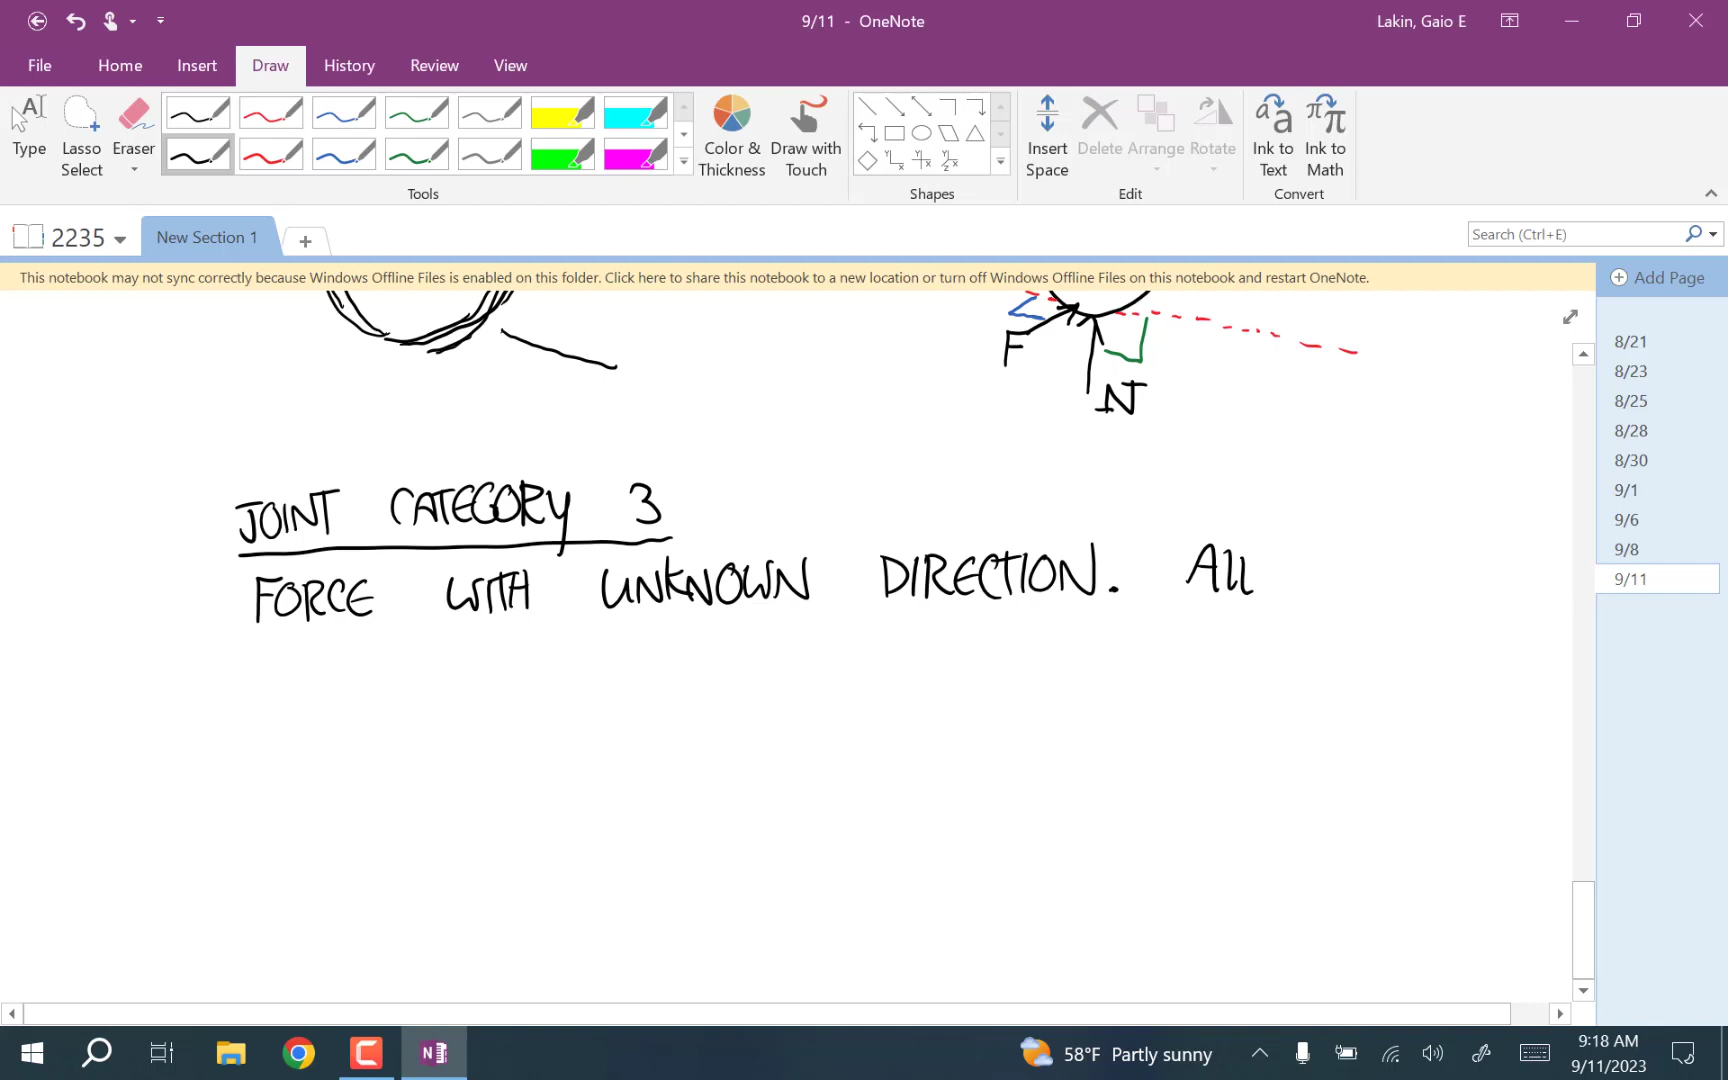 9/11 - OneNote
Lakin, Gaio E
File Home Insert Draw History Review View
Type
Lasso Select
Eraser
Color & Thickness
Draw with Touch
Insert Space
Delete
Arrange
Rotate
Ink to Text
Ink to Math
Tools
Shapes
Edit
Convert
2235
New Section 1
Search (Ctrl+E)
This notebook may not sync correctly because Windows Offline Files is enabled on this folder. Click here to share this notebook to a new location or turn off Windows Offline Files on this notebook and restart OneNote.
Add Page
8/21
8/23
8/25
8/28
8/30
9/1
9/6
9/8
9/11
F
N
JOINT CATEGORY 3
FORCE WITH UNKNOWN DIRECTION. All
58°F Partly sunny
9:18 AM
9/11/2023